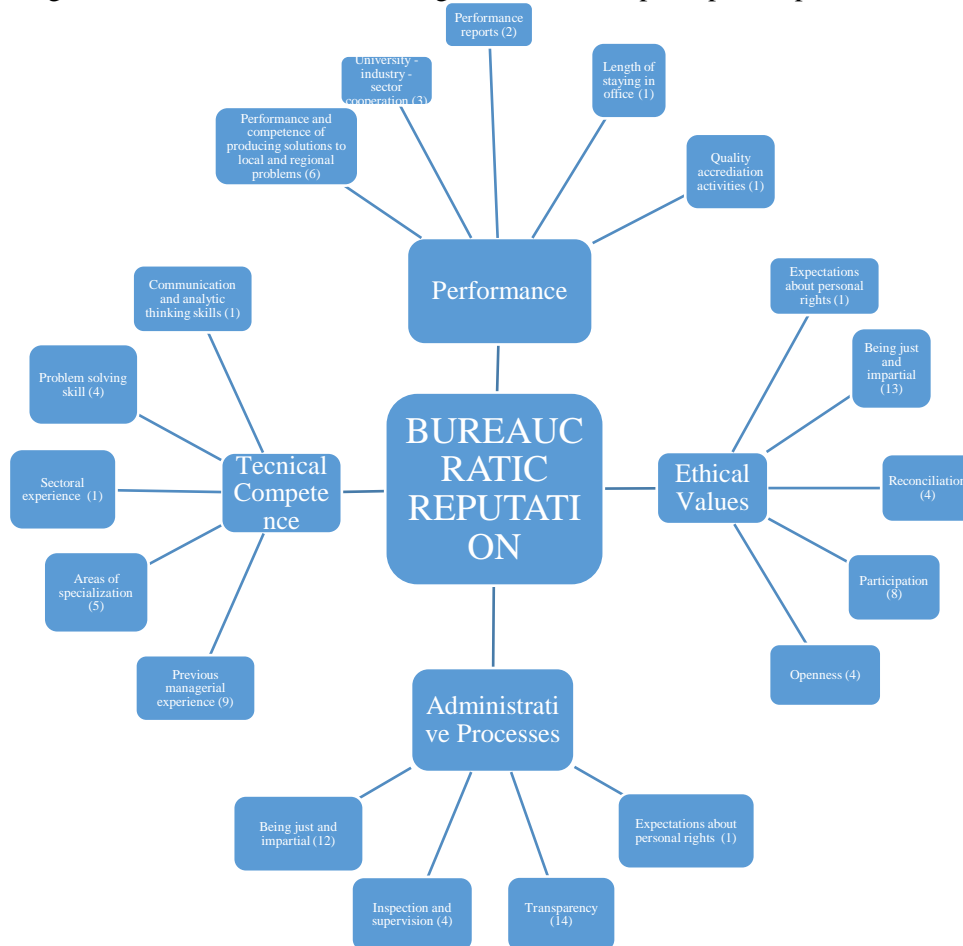 Performance
reports (2)
University -
industry -
sector
cooperation (3)
Length of
staying in
office (1)
Performance and
competence of
producing solutions to
local and regional
problems (6)
Quality
accrediation
activities (1)
Performance
Communication
and analytic
thinking skills (1)
Problem solving
skill (4)
Sectoral
experience (1)
Areas of
specialization
(5)
Previous
managerial
experience (9)
Tecnical
Compete
nce
BUREAUC
RATIC
REPUTATI
ON
Ethical
Values
Expectations
about personal
rights (1)
Being just
and
impartial
(13)
Reconciliation
(4)
Participation
(8)
Openness (4)
Administrati
ve Processes
Being just and
impartial (12)
Inspection and
supervision (4)
Transparency
(14)
Expectations about
personal rights (1)